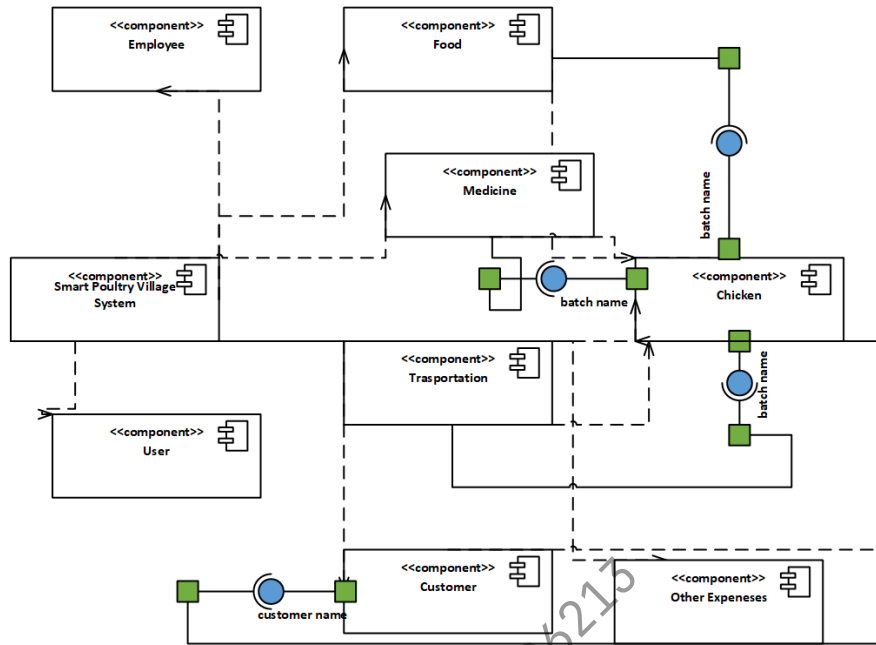 <<component>>
Employee
<<component>>
Food
batch name
<<component>>
Medicine
<<component>>
Smart Poultry Village
System
<<component>>
Chicken
batch name
<<component>>
Trasportation
batch name
<<component>>
User
<<component>>
Customer
<<component>>
Other Expeneses
customer name